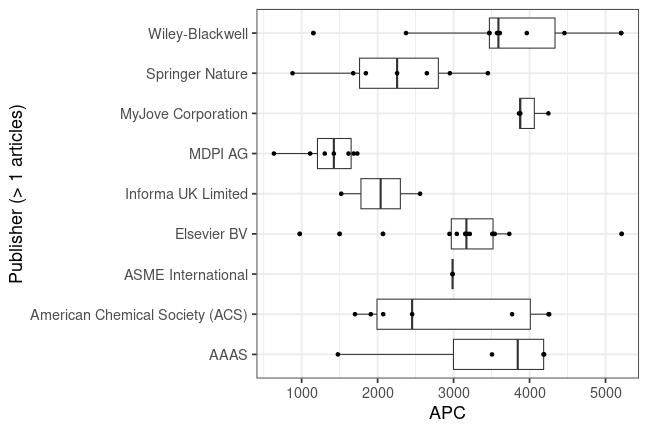 Publisher (> 1 articles)
Wiley-Blackwell
Springer Nature
MyJove Corporation
MDPI AG
Informa UK Limited
Elsevier BV
ASME International
American Chemical Society (ACS)
AAAS
1000 2000 3000 4000 5000
APC